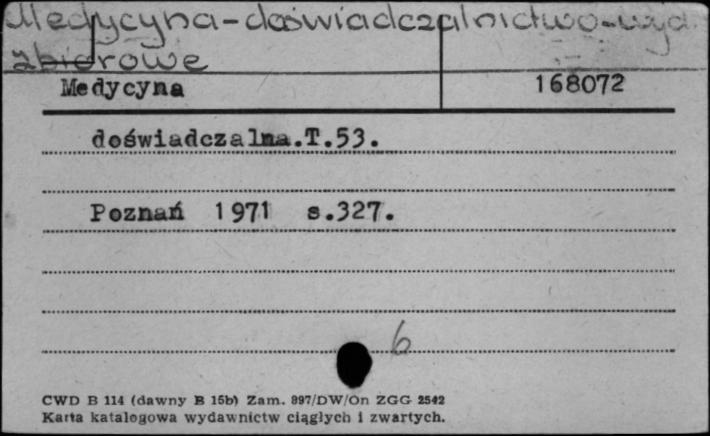 Medycyna-doświadczalnictwo-wyd.
zbiorowe
Medycyna 168072
doświadczalna.T.53.
Poznań 1971 s.327.
6
CWD B 114 (dawny B 15b) Zam. 897/DW/On ZGG 2542
Karta katalogowa wydawnictw ciągłych i zwartych.